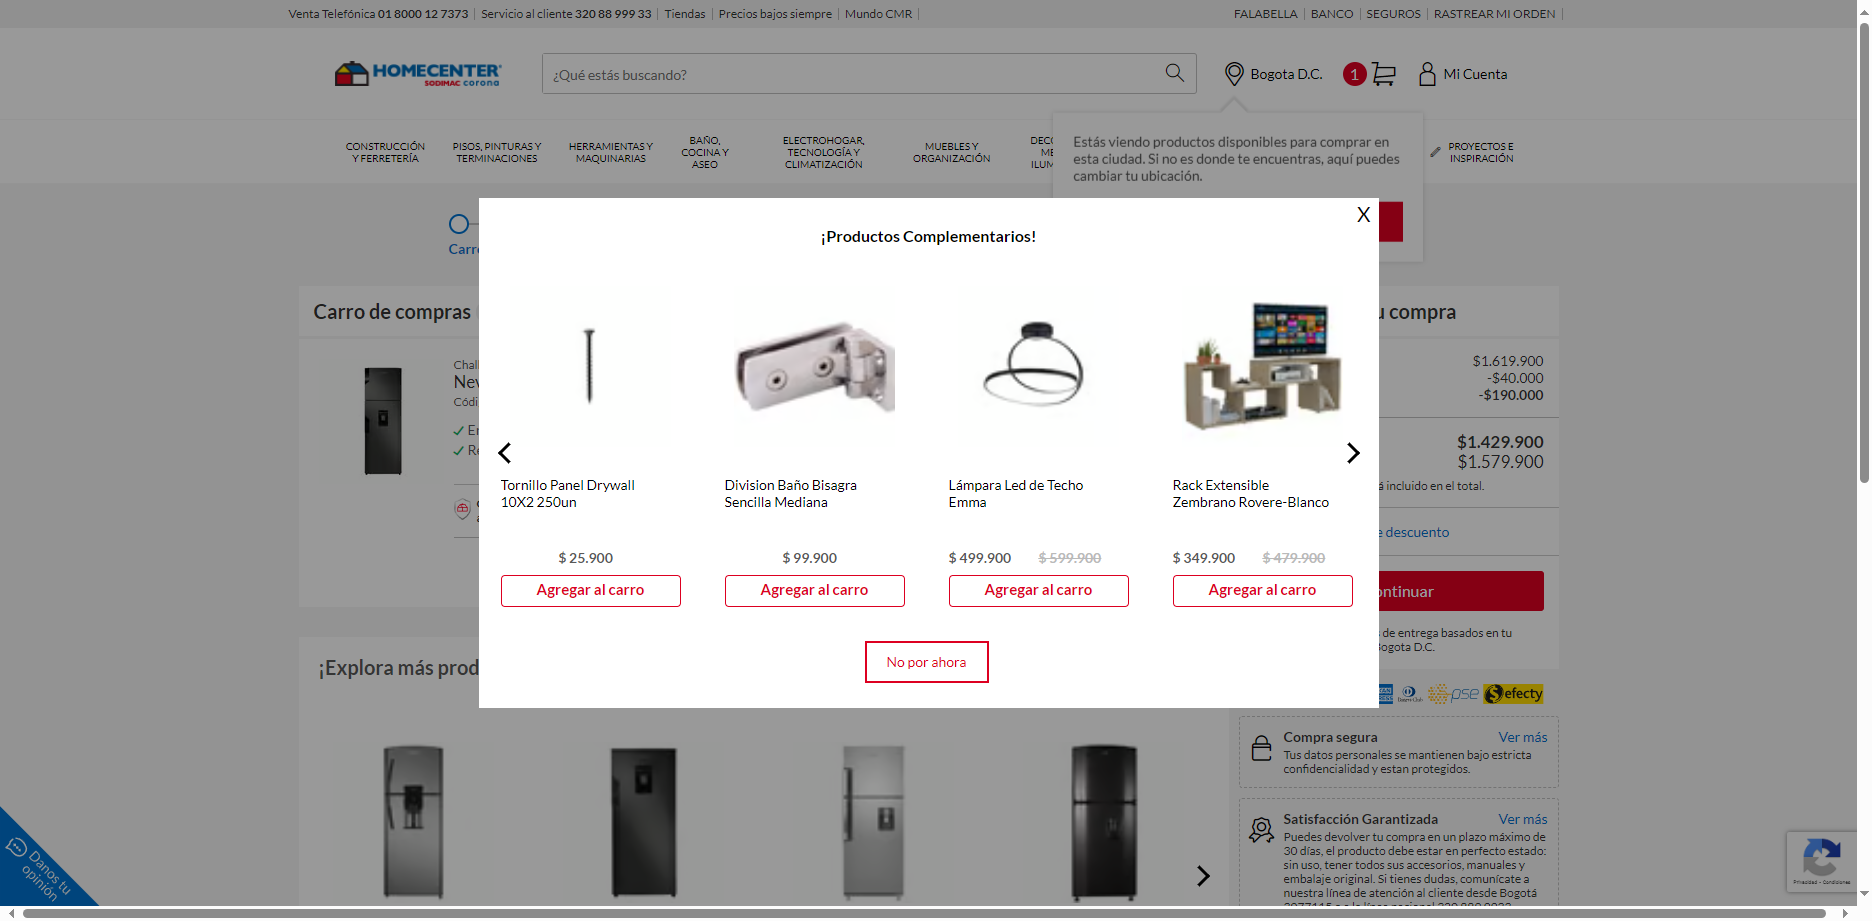 Venta Telefónica 01 8000 12 7373 Servicio al cliente 320 88 999 33 Tiendas Precios bajos siempre Mundo CMR
FALABELLA BANCO SEGUROS RASTREAR MI ORDEN
HOMECENTER
SODIMAC corona
¿Qué estás buscando?
Bogota D.C.
1
Mi Cuenta
CONSTRUCCIÓN
Y FERRETERÍA
PISOS, PINTURAS Y
TERMINACIONES
HERRAMIENTAS Y
MAQUINARIAS
BAÑO,
COCINA Y
ASEO
ELECTROHOGAR,
TECNOLOGÍA Y
CLIMATIZACIÓN
MUEBLES Y
ORGANIZACIÓN
PROYECTOS E
INSPIRACIÓN
Estás viendo productos disponibles para comprar en
esta ciudad. Si no es donde te encuentras, aquí puedes
cambiar tu ubicación.
X
¡Productos Complementarios!
Tornillo Panel Drywall
10X2 250un
$ 25.900
Agregar al carro
Division Baño Bisagra
Sencilla Mediana
$ 99.900
Agregar al carro
Lámpara Led de Techo
Emma
$ 499.900 $ 599.900
Agregar al carro
Rack Extensible
Zembrano Rovere-Blanco
$ 349.900 $ 479.900
Agregar al carro
No por ahora
Carro de compras
compra
$1.619.900
-$40.000
-$190.000
$1.429.900
$1.579.900
incluido en el total.
descuento
de entrega basados en tu
Bogota D.C.
pse
efecty
Compra segura Ver más
Tus datos personales se mantienen bajo estricta
confidencialidad y estan protegidos.
Satisfacción Garantizada Ver más
Puedes devolver tu compra en un plazo máximo de
30 días, el producto debe estar en perfecto estado:
sin uso, tener todos sus accesorios, manuales y
embalaje original. Si tienes dudas, comunícate a
nuestra línea de atención al cliente desde Bogotá
¡Explora más
Danos tu
opinión
Privacidad - Condiciones